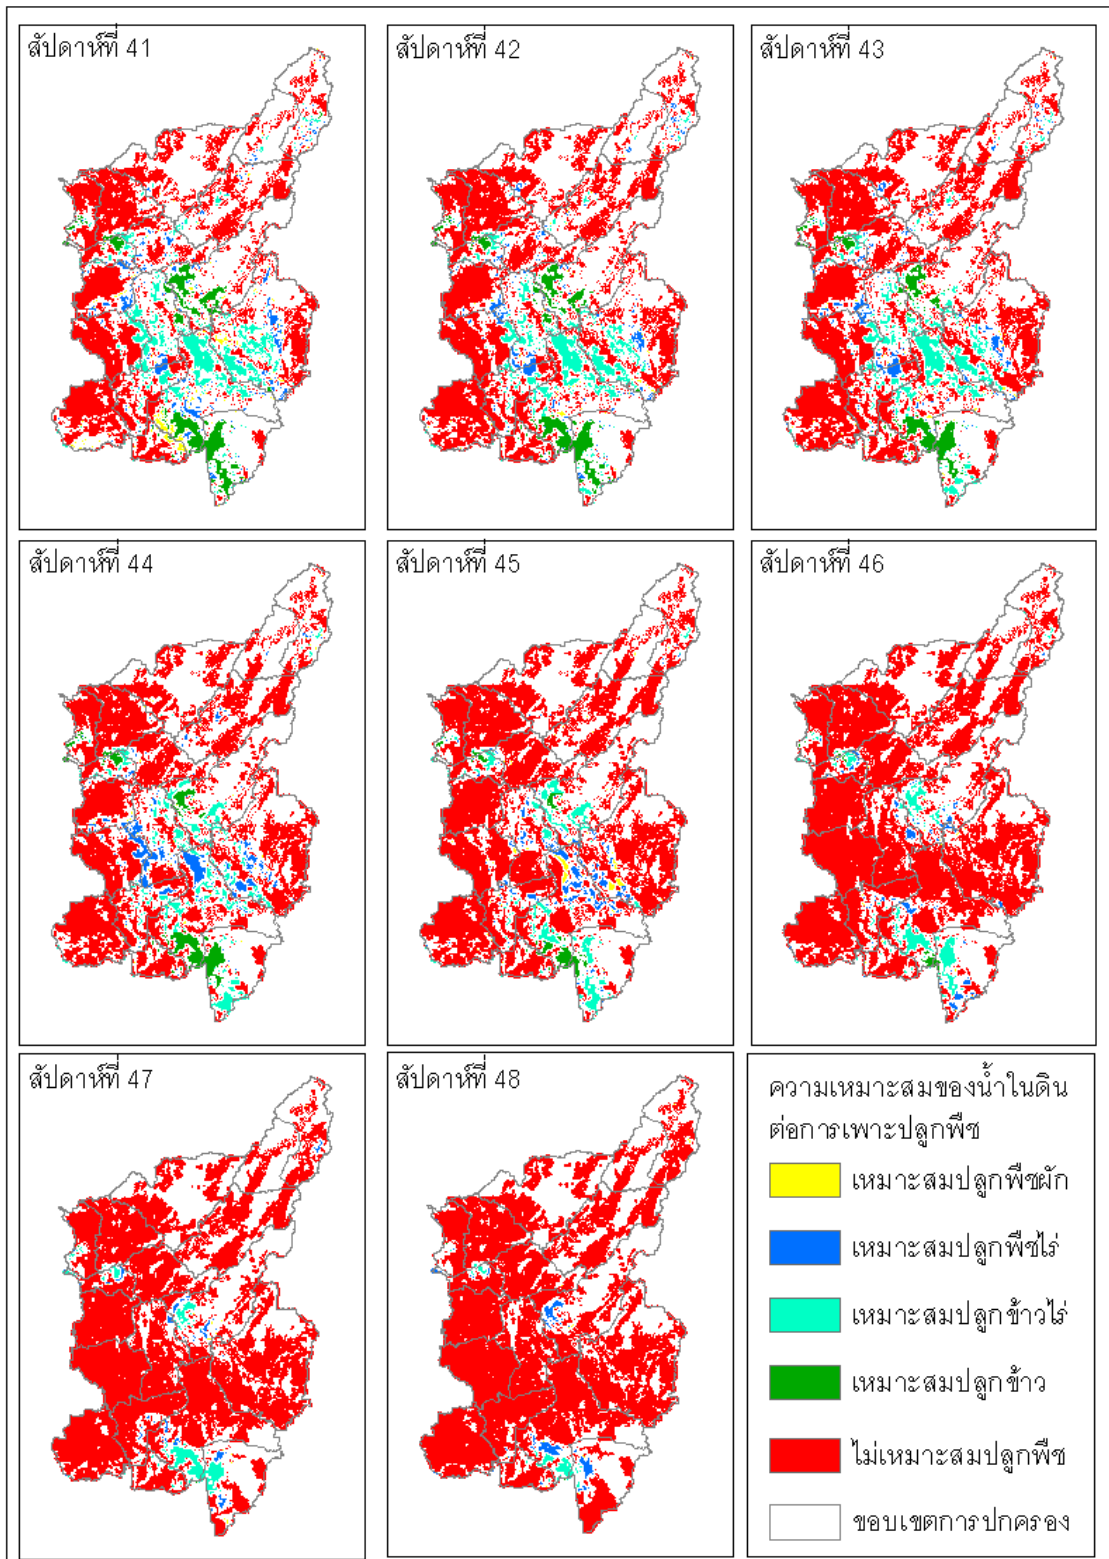 สัปดาห์ที่ 41
สัปดาห์ที่ 42
สัปดาห์ที่ 43
สัปดาห์ที่ 44
สัปดาห์ที่ 45
สัปดาห์ที่ 46
สัปดาห์ที่ 47
สัปดาห์ที่ 48
ความเหมาะสมของน้ำในดิน
ต่อการเพาะปลูกพืช
เหมาะสมปลูกพืชผัก
เหมาะสมปลูกพืชไร่
เหมาะสมปลูกข้าวไร่
เหมาะสมปลูกข้าว
ไม่เหมาะสมปลูกพืช
ขอบเขตการปกครอง